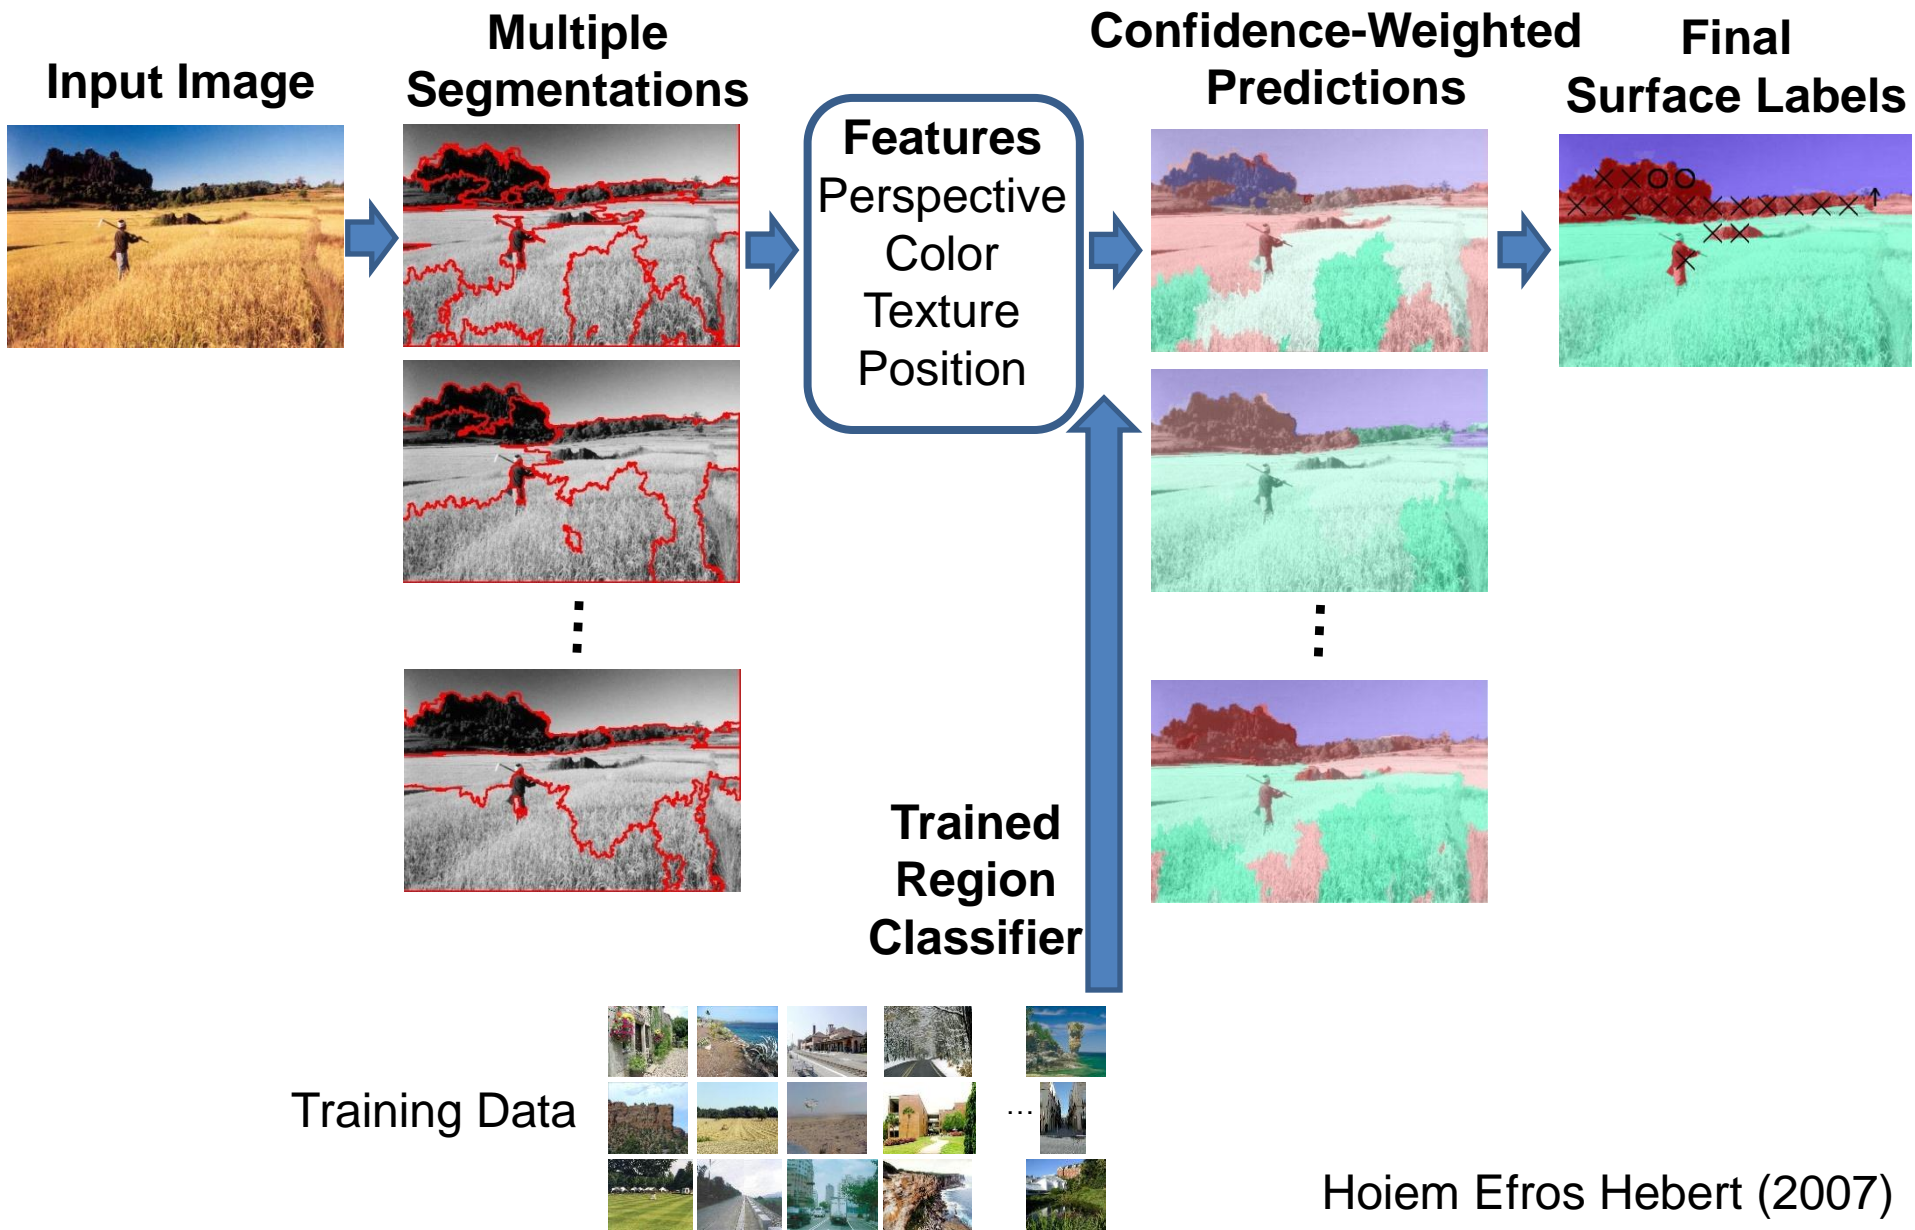 Input Image
Multiple
Segmentations
Features
Perspective
Color
Texture
Position
Confidence-Weighted
Predictions
Final
Surface Labels
Trained
Region
Classifier
Training Data
...
Hoiem Efros Hebert (2007)